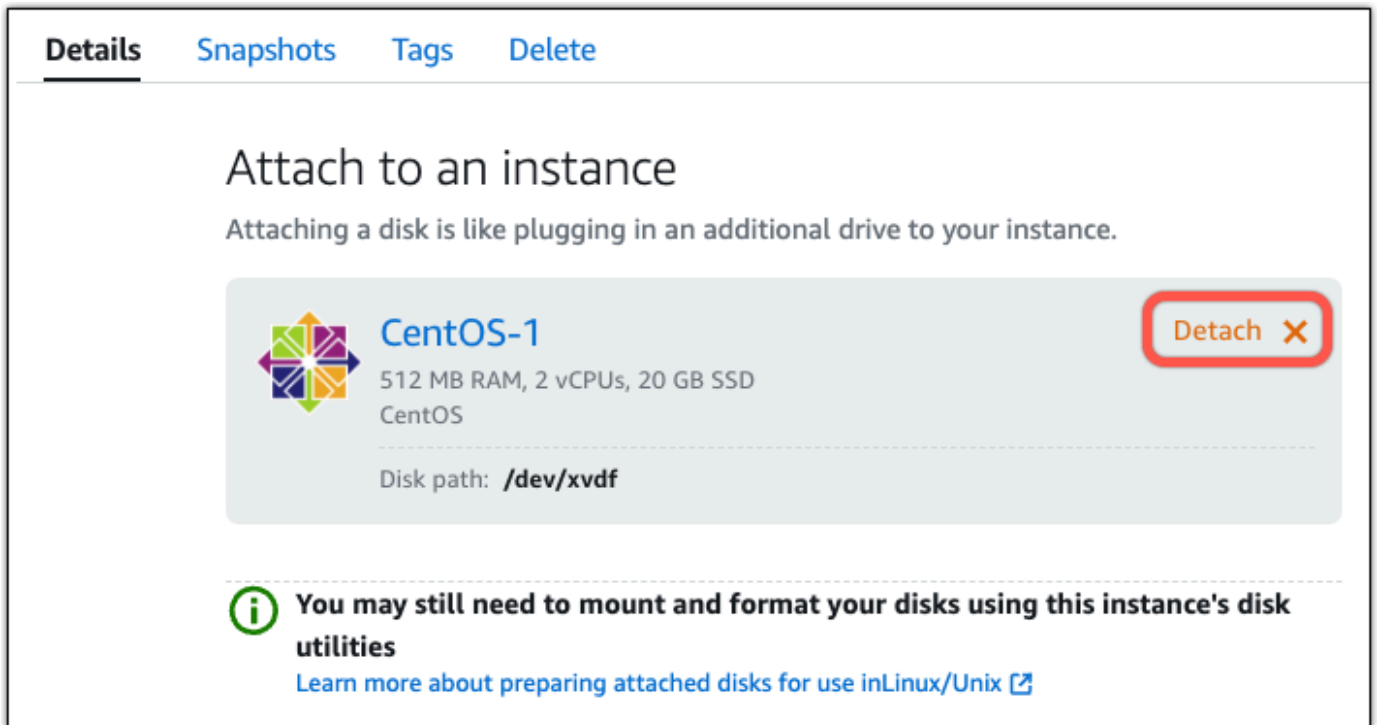 Details Snapshots Tags Delete
Attach to an instance
Attaching a disk is like plugging in an additional drive to your instance.
CentOS-1
Detach
512 MB RAM, 2 vCPUs, 20 GB SSD
CentOS
Disk path: /dev/xvdf
You may still need to mount and format your disks using this instance's disk
utilities
Learn more about preparing attached disks for use inLinux/Unix